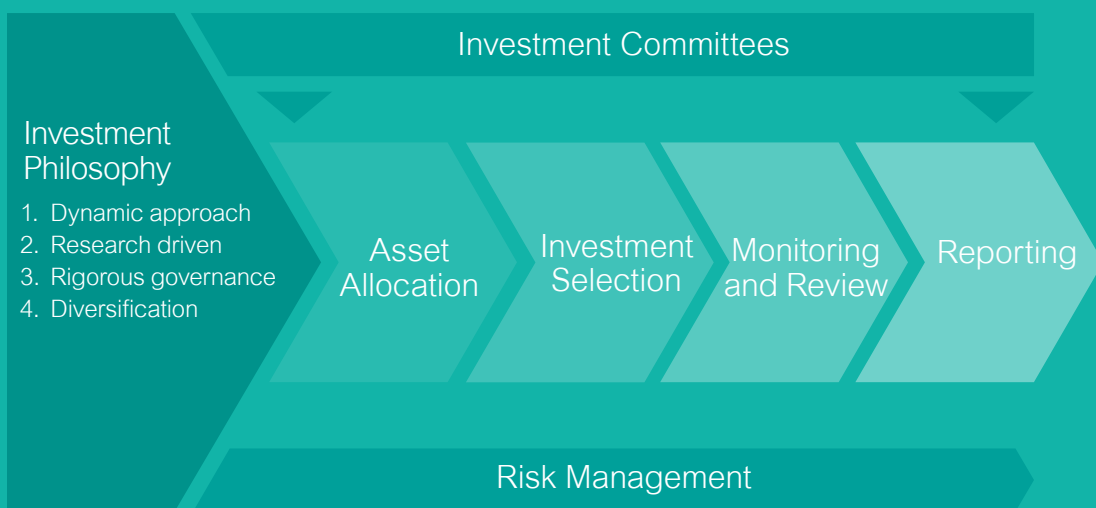 Investment Committees
Investment
Philosophy
1. Dynamic approach
2. Research driven
3. Rigorous governance
4. Diversification
Asset
Allocation
Investment
Selection
Monitoring
and Review
Reporting
Risk Management